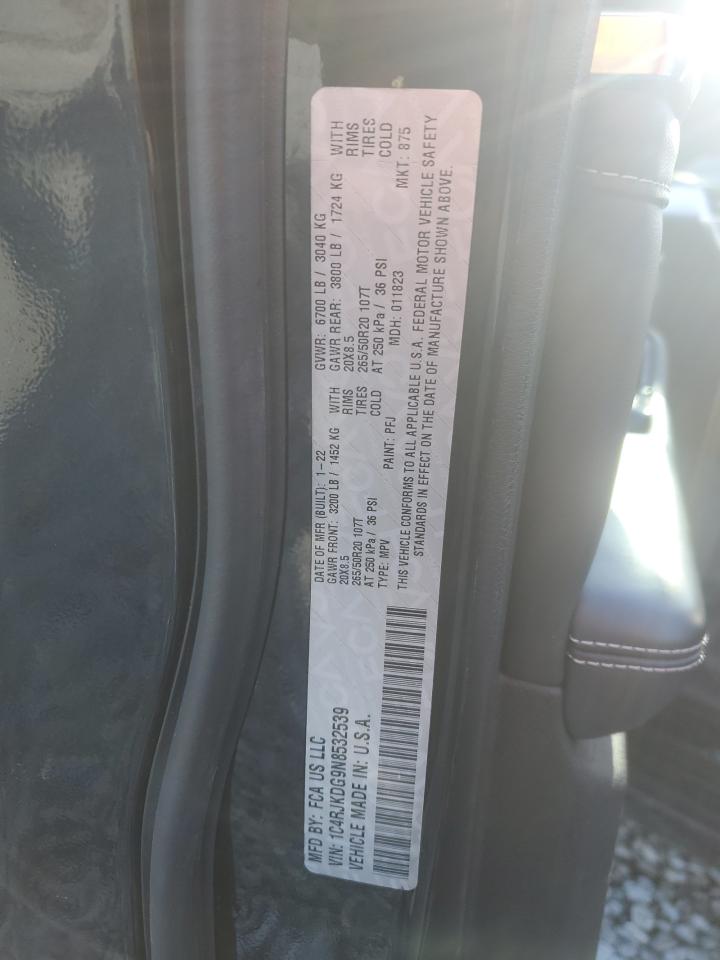 MFD BY: FCA US LLC
VIN: 1C4RJKDG9N8532539
VEHICLE MADE IN: U.S.A.
DATE OF MFR (BUILT): 1-22 GVWR: 6700 LB / 3040 KG
GAWR FRONT: 3200 LB / 1452 KG WITH GAWR REAR: 3800 LB / 1724 KG WITH
20X8.5 RIMS 20X8.5 RIMS
265/50R20 107T TIRES 265/50R20 107T TIRES
AT 250 kPa / 36 PSI COLD AT 250 kPa / 36 PSI COLD
TYPE: MPV PAINT: PFJ MDH: 011823 MKT: 875
THIS VEHICLE CONFORMS TO ALL APPLICABLE U.S.A. FEDERAL MOTOR VEHICLE SAFETY
STANDARDS IN EFFECT ON THE DATE OF MANUFACTURE SHOWN ABOVE.